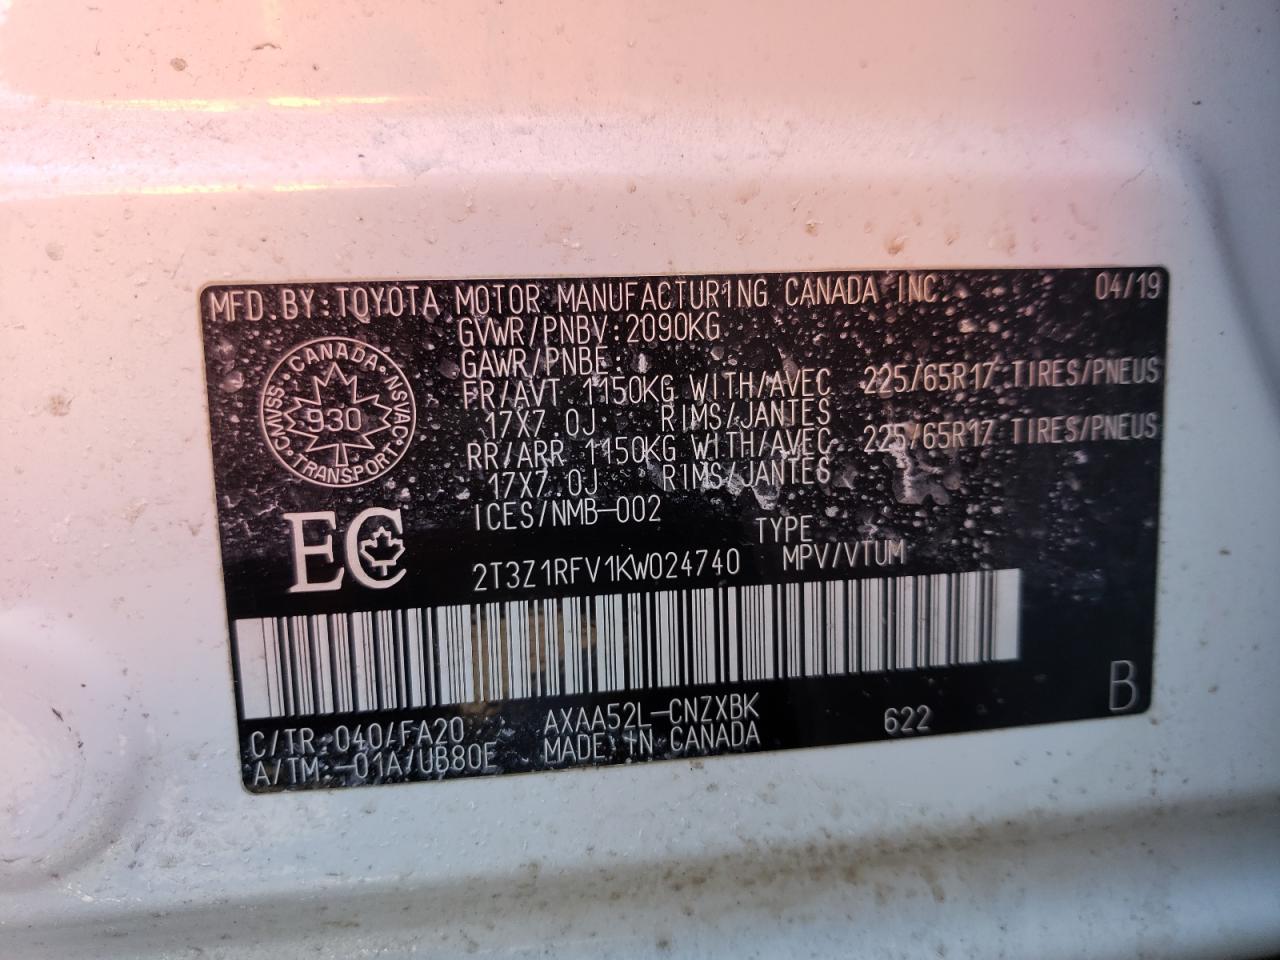 MFD.BY:TOYOTA MOTOR MANUFACTURING CANADA INC. 04/19
GVWR/PNBV:2090KG
GAWR/PNBE:
FR/AVT 1150KG WITH/AVEC 225/65R17 TIRES/PNEUS
17X7.0J RIMS/JANTES
RR/ARR 1150KG WITH/AVEC 225/65R17 TIRES/PNEUS
17X7.0J RIMS/JANTES
ICES/NMB-002
CANADA·NSVAC·TRANSPORT·CMVSS·
930
EC
2T3Z1RFV1KW024740
TYPE
MPV/VTUM
C/TR:040/FA20 AXAA52L-CNZXBK 622 B
A/TM:-01A/UB80E MADE IN CANADA